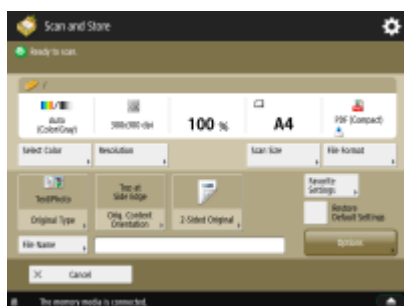 Scan and Store
Ready to scan.
/
Auto (Color/Gray)
300x300 dpi
100 %
A4
PDF (Compact)
Select Color
Resolution
Scan Size
File Format
Text/Photo
Original Type
Top at Side Edge
Orig. Content Orientation
2-Sided Original
Favorite Settings
Restore Default Settings
File Name
Options
Cancel
The memory media is connected.